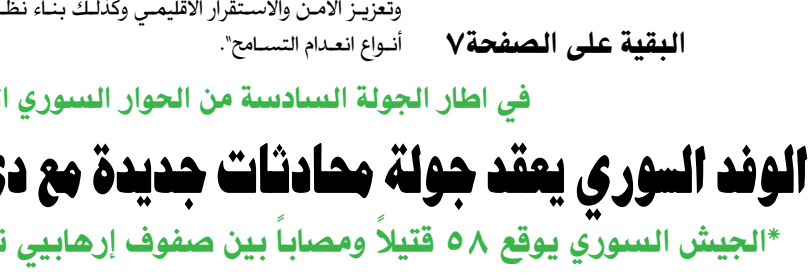 وتعزيز الأمن والاستقرار الاقليمي وكذلك بناء
أنواع انعدام التسامح".
البقية على الصفحة٧
في اطار الجولة السادسة من الحوار السوري
الوفد السوري يعقد جولة محادثات جديدة مع
*الجيش السوري يوقع ٥٨ قتيلاً ومصاباً بين صفوف إرهابيي